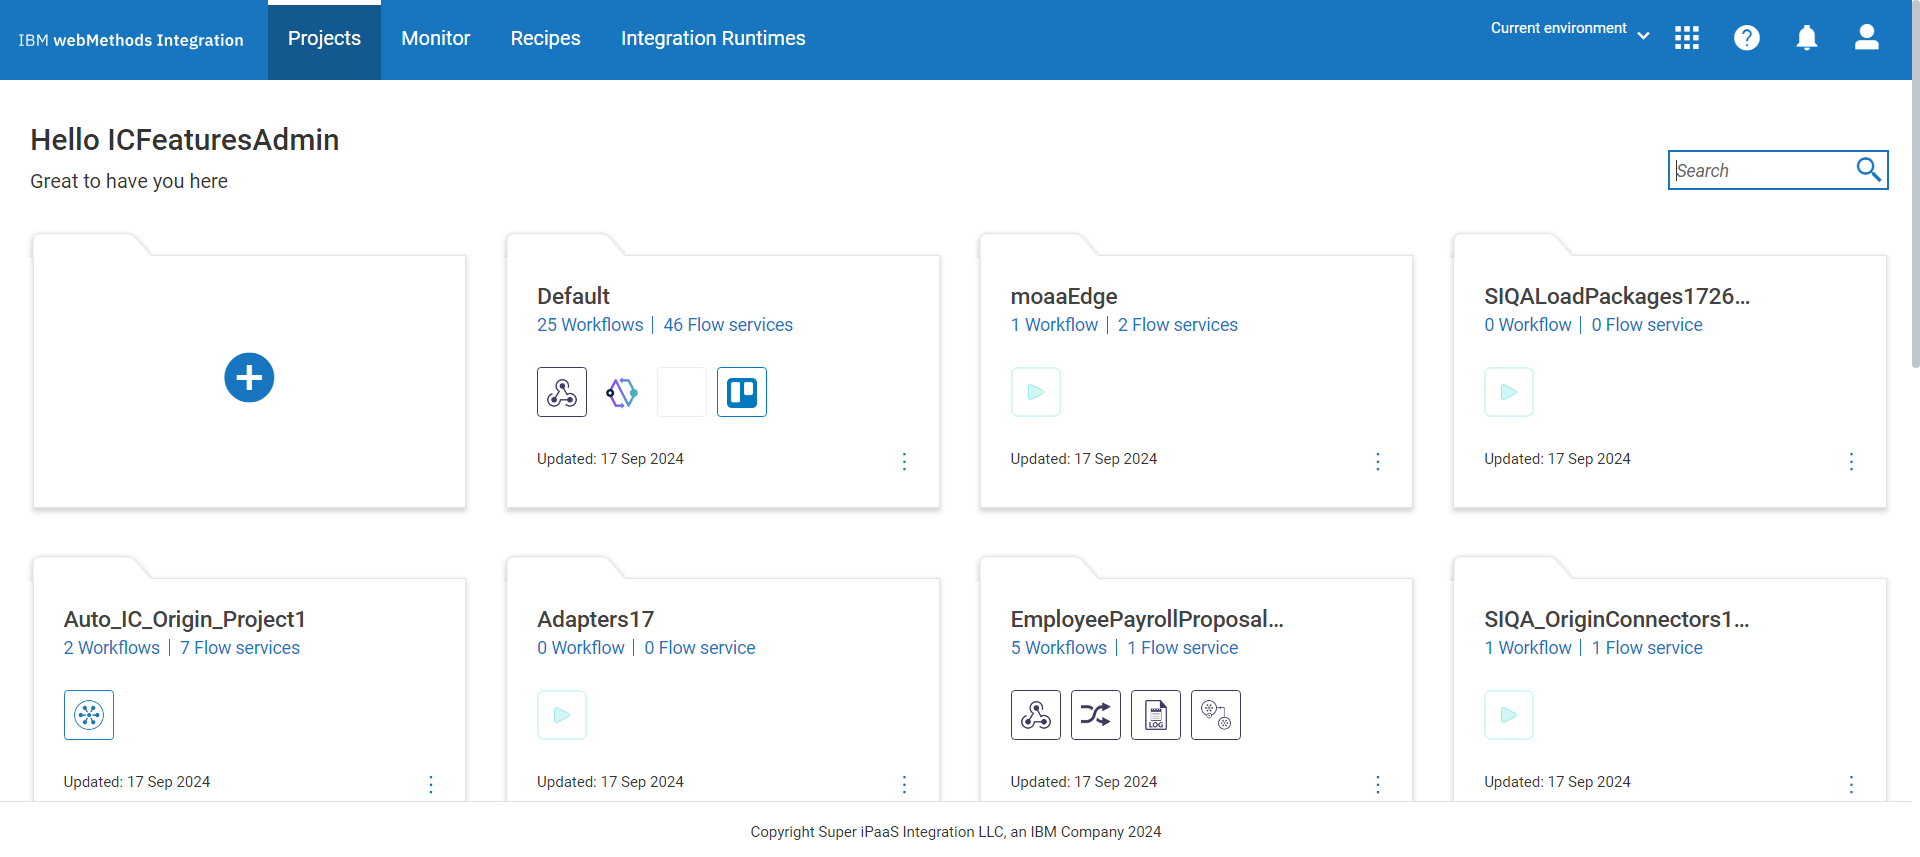 IBM webMethods Integration
Projects
Monitor
Recipes
Integration Runtimes
Current environment
Hello ICFeaturesAdmin
Great to have you here
Search
Default
25 Workflows | 46 Flow services
Updated: 17 Sep 2024
moaaEdge
1 Workflow | 2 Flow services
Updated: 17 Sep 2024
SIQALoadPackages1726...
0 Workflow | 0 Flow service
Updated: 17 Sep 2024
Auto_IC_Origin_Project1
2 Workflows | 7 Flow services
Updated: 17 Sep 2024
Adapters17
0 Workflow | 0 Flow service
Updated: 17 Sep 2024
EmployeePayrollProposal...
5 Workflows | 1 Flow service
LOG
Updated: 17 Sep 2024
SIQA_OriginConnectors1...
1 Workflow | 1 Flow service
Updated: 17 Sep 2024
Copyright Super iPaaS Integration LLC, an IBM Company 2024